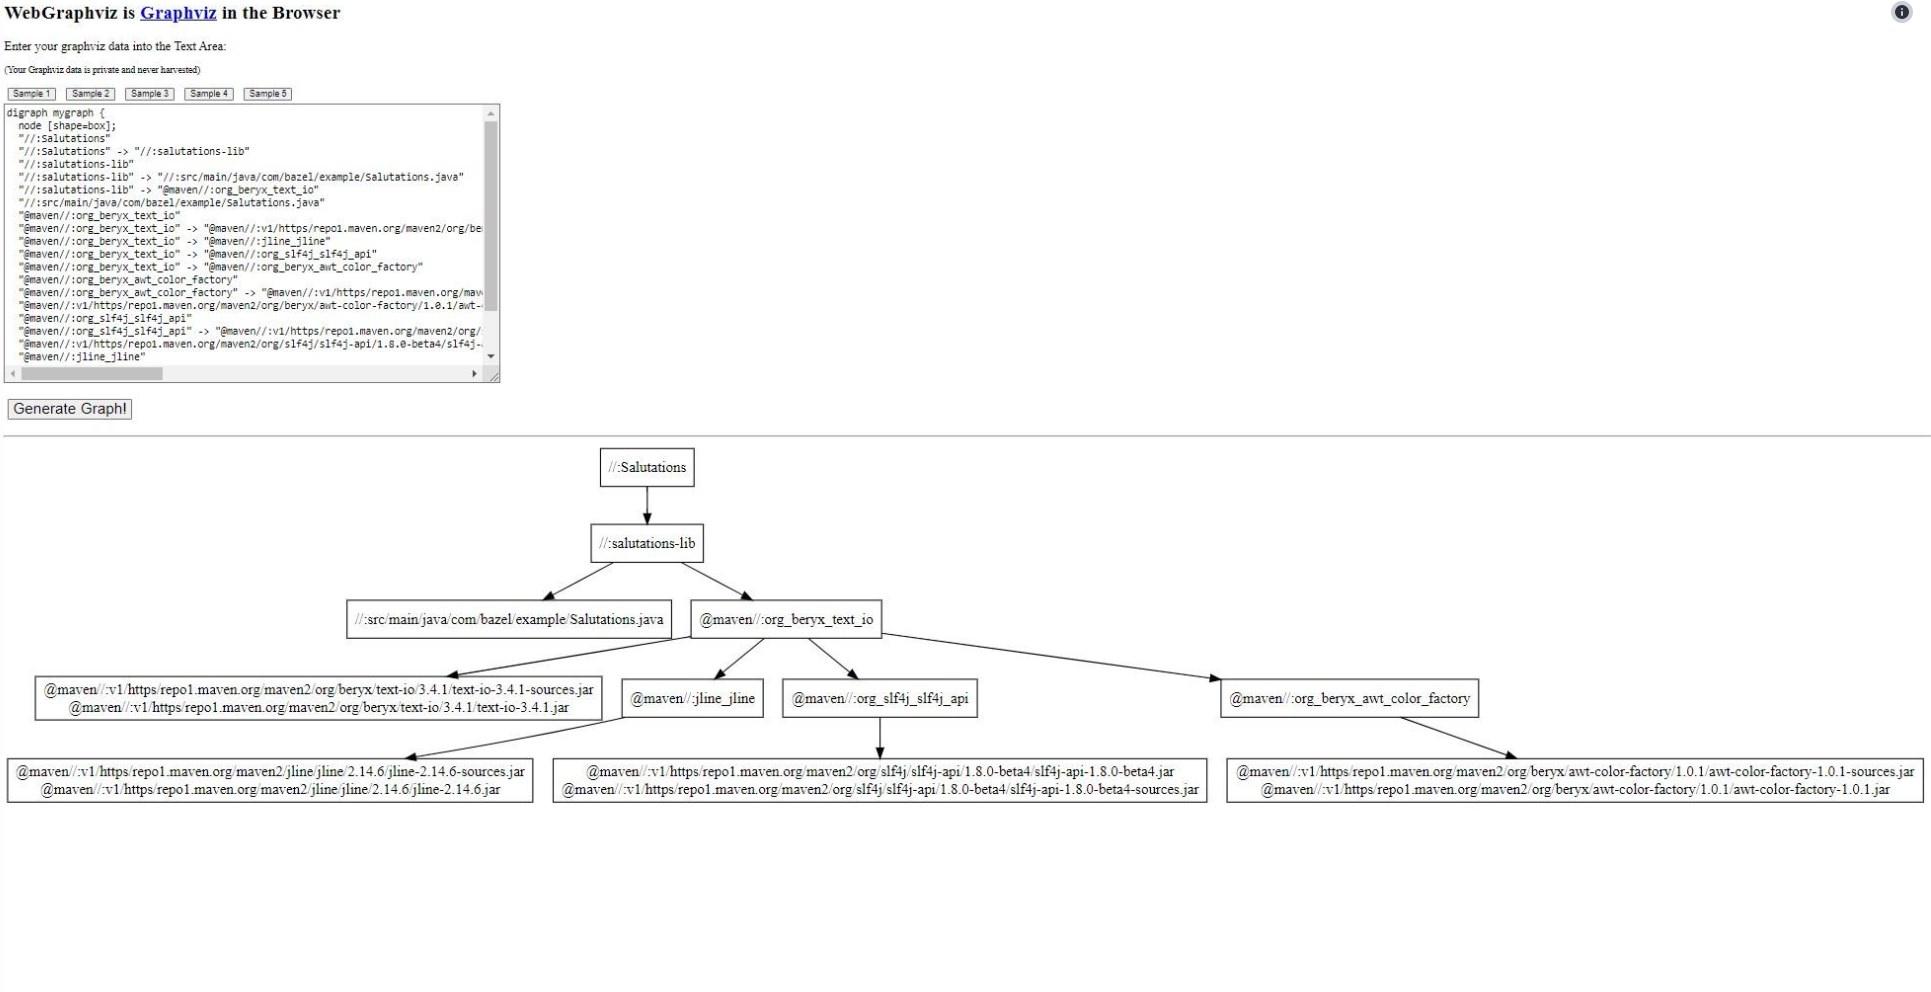 WebGraphviz is Graphviz in the Browser
Enter your graphviz data into the Text Area:
(Your Graphviz data is private and never harvested)
Sample 1 Sample 2 Sample 3 Sample 4 Sample 5
digraph mygraph {
node [shape=box];
"//:Salutations"
"//:Salutations" -> "//:salutations-lib"
"//:salutations-lib"
"//:salutations-lib" -> "//:src/main/java/com/bazel/example/Salutations.java"
"//:salutations-lib" -> "@maven//:org_beryx_text_io"
"//:src/main/java/com/bazel/example/Salutations.java"
"@maven//:org_beryx_text_io"
"@maven//:org_beryx_text_io" -> "@maven//:v1/https/repo1.maven.org/maven2/org/be
"@maven//:org_beryx_text_io" -> "@maven//:jline_jline"
"@maven//:org_beryx_text_io" -> "@maven//:org_slf4j_slf4j_api"
"@maven//:org_beryx_text_io" -> "@maven//:org_beryx_awt_color_factory"
"@maven//:org_beryx_awt_color_factory"
"@maven//:org_beryx_awt_color_factory" -> "@maven//:v1/https/repo1.maven.org/mav
"@maven//:v1/https/repo1.maven.org/maven2/org/beryx/awt-color-factory/1.0.1/awt-
"@maven//:org_slf4j_slf4j_api"
"@maven//:org_slf4j_slf4j_api" -> "@maven//:v1/https/repo1.maven.org/maven2/org/
"@maven//:v1/https/repo1.maven.org/maven2/org/slf4j/slf4j-api/1.8.0-beta4/slf4j-
"@maven//:jline_jline"
Generate Graph!
//:Salutations
//:salutations-lib
//:src/main/java/com/bazel/example/Salutations.java
@maven//:org_beryx_text_io
@maven//:v1/https/repo1.maven.org/maven2/org/beryx/text-io/3.4.1/text-io-3.4.1-sources.jar
@maven//:v1/https/repo1.maven.org/maven2/org/beryx/text-io/3.4.1/text-io-3.4.1.jar
@maven//:jline_jline
@maven//:org_slf4j_slf4j_api
@maven//:org_beryx_awt_color_factory
@maven//:v1/https/repo1.maven.org/maven2/jline/jline/2.14.6/jline-2.14.6-sources.jar
@maven//:v1/https/repo1.maven.org/maven2/jline/jline/2.14.6/jline-2.14.6.jar
@maven//:v1/https/repo1.maven.org/maven2/org/slf4j/slf4j-api/1.8.0-beta4/slf4j-api-1.8.0-beta4.jar
@maven//:v1/https/repo1.maven.org/maven2/org/slf4j/slf4j-api/1.8.0-beta4/slf4j-api-1.8.0-beta4-sources.jar
@maven//:v1/https/repo1.maven.org/maven2/org/beryx/awt-color-factory/1.0.1/awt-color-factory-1.0.1-sources.jar
@maven//:v1/https/repo1.maven.org/maven2/org/beryx/awt-color-factory/1.0.1/awt-color-factory-1.0.1.jar